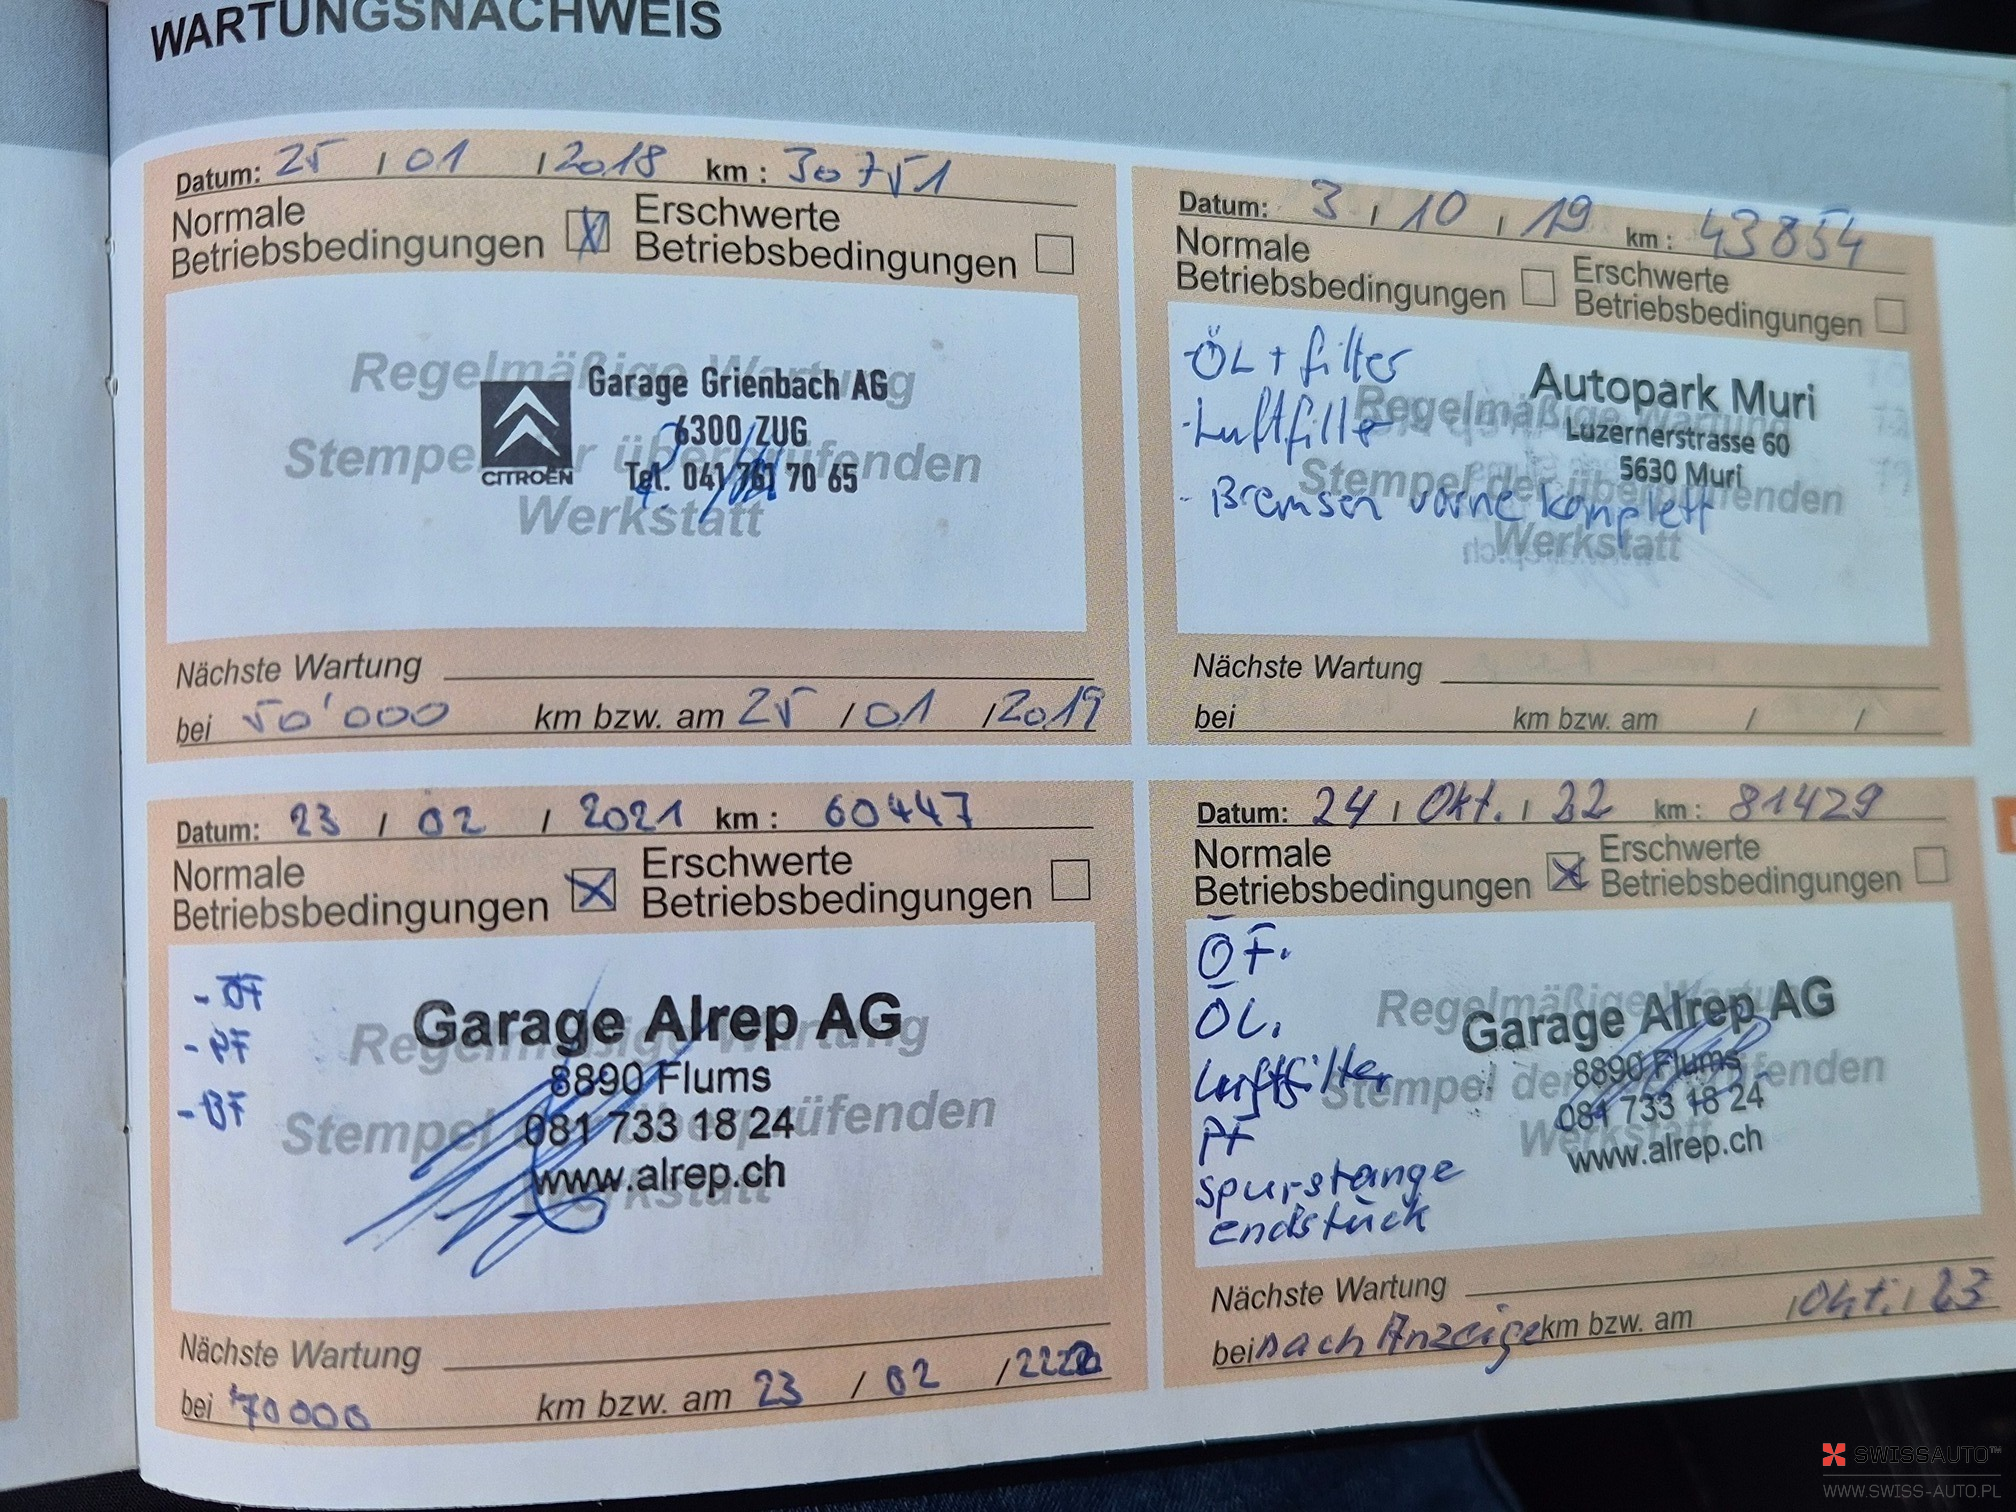 WARTUNGSNACHWEIS
Datum: 25 / 01 / 2018 km : 30751
Normale Betriebsbedingungen X Erschwerte Betriebsbedingungen
Regelmäßige Wartung
Stempel der überprüfenden
Werkstatt
CITROËN
Garage Grienbach AG
6300 ZUG
Tel. 041 761 70 65
Nächste Wartung
bei 50'000 km bzw. am 25 / 01 / 2019
Datum: 3 / 10 / 19 km : 43854
Normale Betriebsbedingungen Erschwerte Betriebsbedingungen
- ÖL + filter
- Luftfilter
- Bremsen vorne komplett
Regelmäßige Wartung
Stempel der überprüfenden
Werkstatt
Autopark Muri
Luzernerstrasse 60
5630 Muri
Nächste Wartung
bei km bzw. am / /
Datum: 23 / 02 / 2021 km : 60447
Normale Betriebsbedingungen X Erschwerte Betriebsbedingungen
- ÖF
- PF
- BF
Regelmäßige Wartung
Stempel der überprüfenden
Werkstatt
Garage Alrep AG
8890 Flums
081 733 18 24
www.alrep.ch
Nächste Wartung
bei 70000 km bzw. am 23 / 02 /
Datum: 24 / Okt. / 22 km : 81429
Normale Betriebsbedingungen X Erschwerte Betriebsbedingungen
ÖF.
ÖL.
Luftfilter
PF
Spurstange
endstück
Regelmäßige Wartung
Stempel der überprüfenden
Werkstatt
Garage Alrep AG
8890 Flums
081 733 18 24
www.alrep.ch
Nächste Wartung
bei nach Anzeige km bzw. am / Okt. / 23
SWISSAUTO™
WWW.SWISS-AUTO.PL